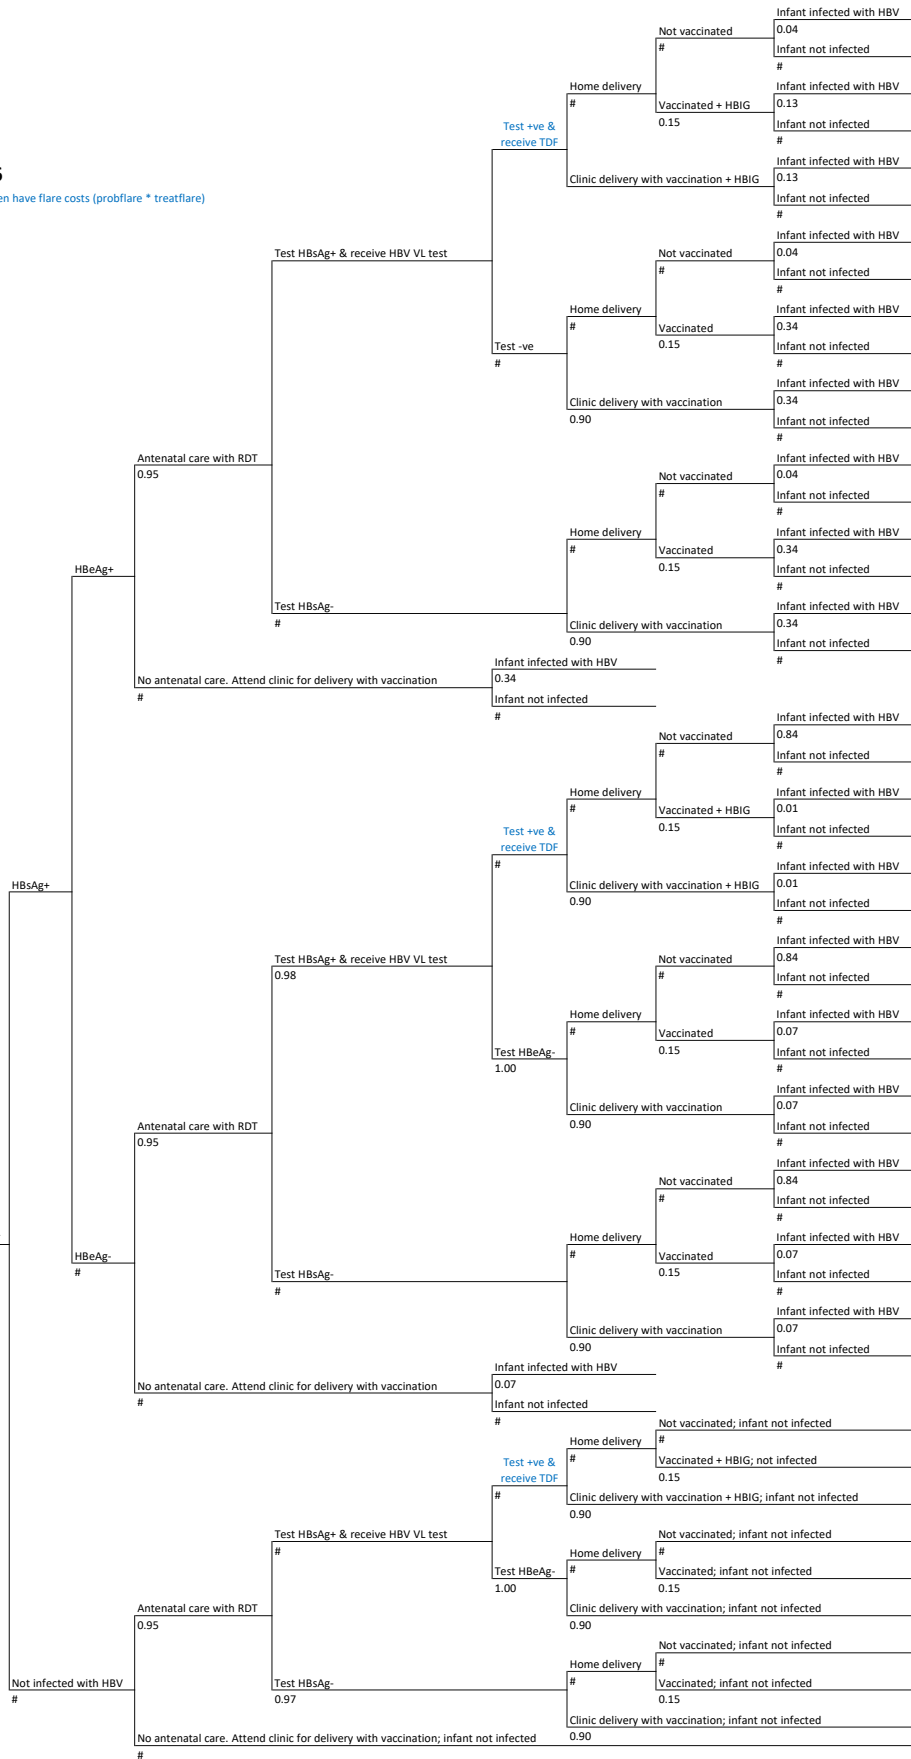 Infant infected with HBV
Not vaccinated
0.04
#
Infant not infected
#
Home delivery
Infant infected with HBV
#
Vaccinated + HBIG
0.13
Test +ve &
0.15
Infant not infected
receive TDF
#
Infant infected with HBV
Clinic delivery with vaccination + HBIG
0.13
en have flare costs (probflare * treatflare)
Infant not infected
#
Infant infected with HBV
Test HBsAg+ & receive HBV VL test
Not vaccinated
0.04
#
Infant not infected
#
Home delivery
Infant infected with HBV
#
Vaccinated
0.34
Test -ve
0.15
Infant not infected
#
#
Infant infected with HBV
Clinic delivery with vaccination
0.34
0.90
Infant not infected
#
Antenatal care with RDT
Infant infected with HBV
0.95
Not vaccinated
0.04
#
Infant not infected
#
Home delivery
Infant infected with HBV
#
Vaccinated
0.34
HBeAg+
0.15
Infant not infected
#
Test HBsAg-
Infant infected with HBV
#
Clinic delivery with vaccination
0.34
0.90
Infant not infected
#
Infant infected with HBV
No antenatal care. Attend clinic for delivery with vaccination
0.34
#
Infant not infected
#
Infant infected with HBV
Not vaccinated
0.84
#
Infant not infected
#
Home delivery
Infant infected with HBV
#
Vaccinated + HBIG
0.01
Test +ve &
0.15
Infant not infected
receive TDF
#
#
Infant infected with HBV
HBsAg+
Clinic delivery with vaccination + HBIG
0.01
0.90
Infant not infected
#
Infant infected with HBV
Test HBsAg+ & receive HBV VL test
Not vaccinated
0.84
0.98
#
Infant not infected
#
Home delivery
Infant infected with HBV
#
Vaccinated
0.07
Test HBeAg-
0.15
Infant not infected
1.00
#
Infant infected with HBV
Clinic delivery with vaccination
0.07
0.90
Infant not infected
Antenatal care with RDT
#
0.95
Infant infected with HBV
Not vaccinated
0.84
#
Infant not infected
#
Home delivery
Infant infected with HBV
HBeAg-
#
Vaccinated
0.07
#
Test HBsAg-
0.15
Infant not infected
#
#
Infant infected with HBV
Clinic delivery with vaccination
0.07
0.90
Infant not infected
#
Infant infected with HBV
No antenatal care. Attend clinic for delivery with vaccination
0.07
#
Infant not infected
#
Not vaccinated; infant not infected
Home delivery
#
#
Vaccinated + HBIG; not infected
Test +ve &
0.15
receive TDF
#
Clinic delivery with vaccination + HBIG; infant not infected
0.90
Test HBsAg+ & receive HBV VL test
Not vaccinated; infant not infected
#
Home delivery
#
Test HBeAg-
#
Vaccinated; infant not infected
1.00
0.15
Antenatal care with RDT
Clinic delivery with vaccination; infant not infected
0.95
0.90
Not vaccinated; infant not infected
Home delivery
#
Not infected with HBV
Test HBsAg-
#
Vaccinated; infant not infected
#
0.97
0.15
Clinic delivery with vaccination; infant not infected
No antenatal care. Attend clinic for delivery with vaccination; infant not infected
0.90
#